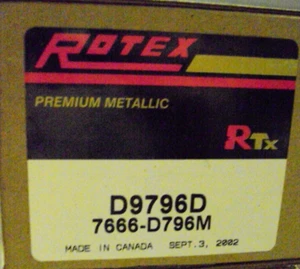 ROTEX
PREMIUM METALLIC
RTx
D9796D
7666-D796M
MADE IN CANADA SEPT.3, 2002